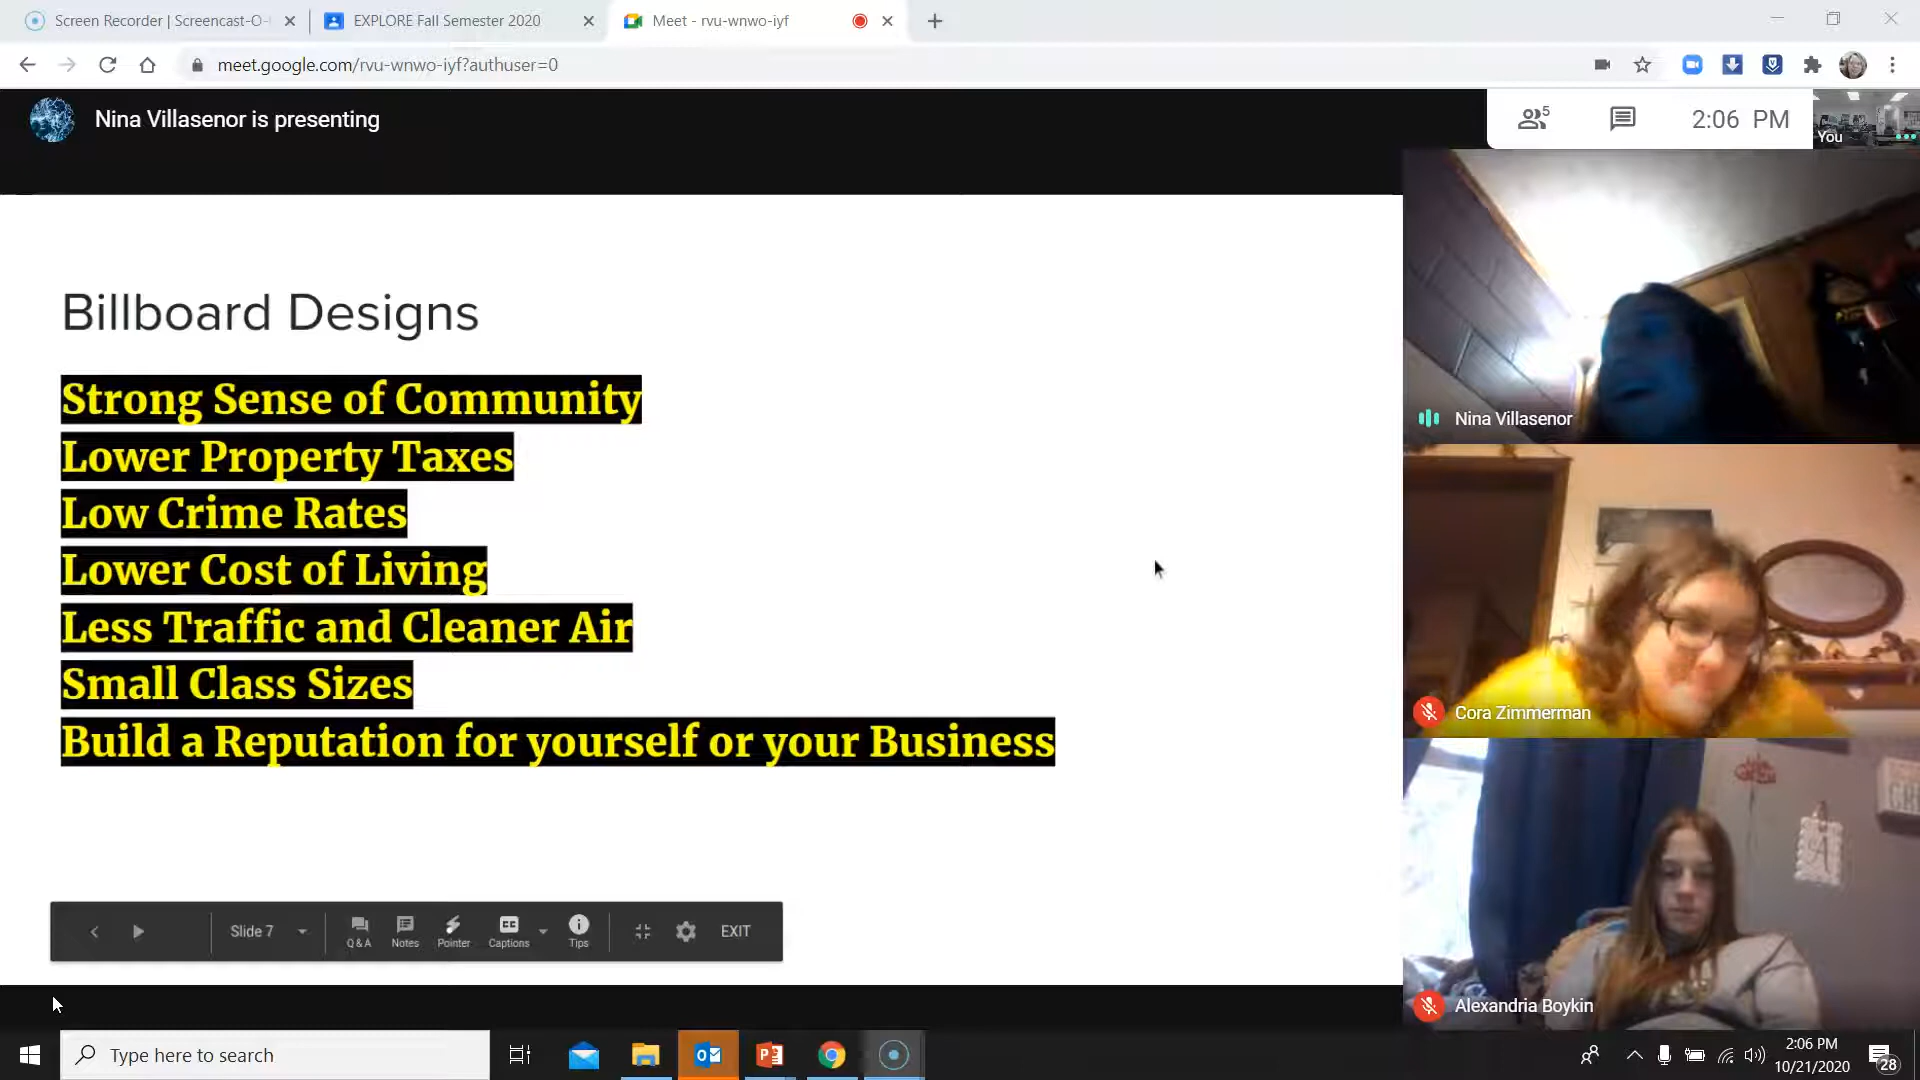 Screen Recorder | Screencast-O-
EXPLORE Fall Semester 2020
Meet - rvu-wnwo-iyf
meet.google.com/rvu-wnwo-iyf?authuser=0
Nina Villasenor is presenting
5
2:06 PM
You
Billboard Designs
Strong Sense of Community
Lower Property Taxes
Low Crime Rates
Lower Cost of Living
Less Traffic and Cleaner Air
Small Class Sizes
Build a Reputation for yourself or your Business
Nina Villasenor
Cora Zimmerman
A
Alexandria Boykin
Slide 7
Q & A
Notes
Pointer
CC
Captions
Tips
EXIT
Type here to search
2:06 PM
10/21/2020
28